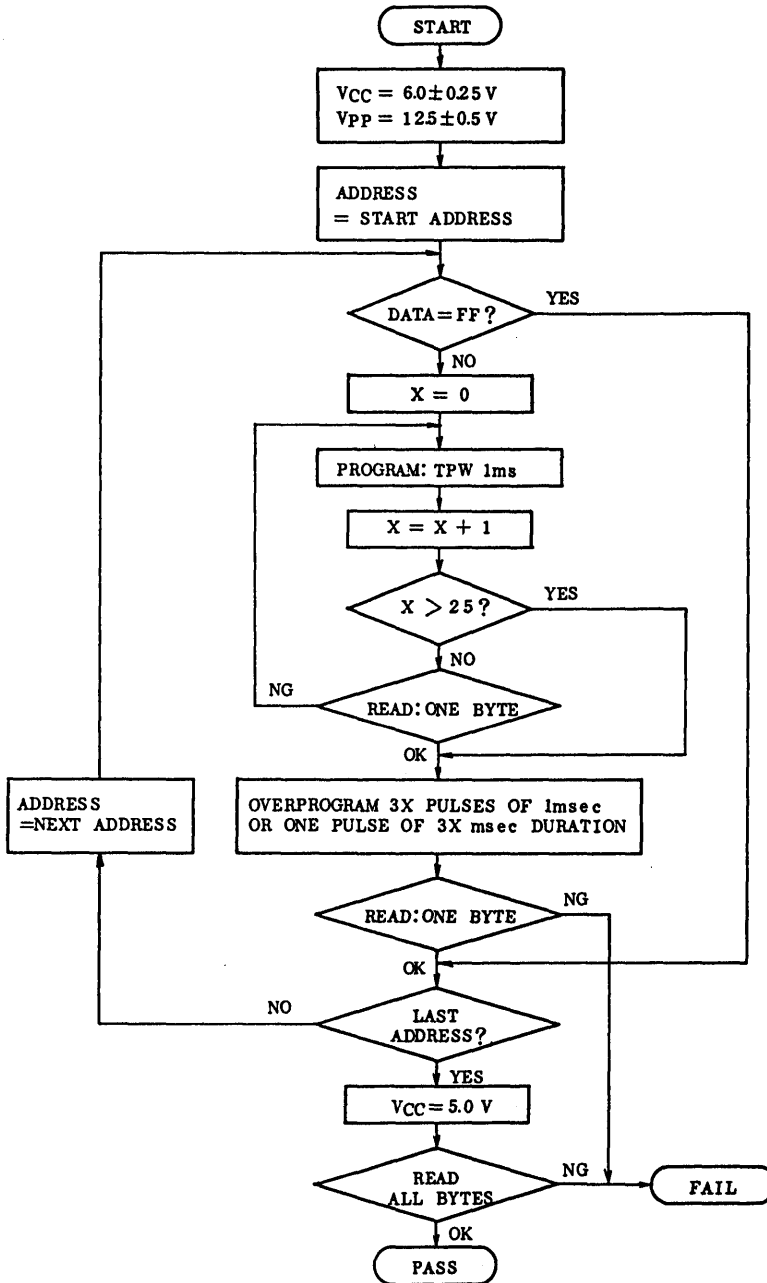 START
VCC = 6.0±0.25 V
VPP = 12.5±0.5 V
ADDRESS
= START ADDRESS
DATA=FF?
YES
NO
X = 0
PROGRAM: TPW 1ms
X = X + 1
X > 25?
YES
NO
NG
READ:ONE BYTE
OK
ADDRESS
=NEXT ADDRESS
OVERPROGRAM 3X PULSES OF 1msec
OR ONE PULSE OF 3X msec DURATION
READ:ONE BYTE
NG
OK
NO
LAST
ADDRESS?
YES
VCC=5.0 V
READ
ALL BYTES
NG
FAIL
OK
PASS